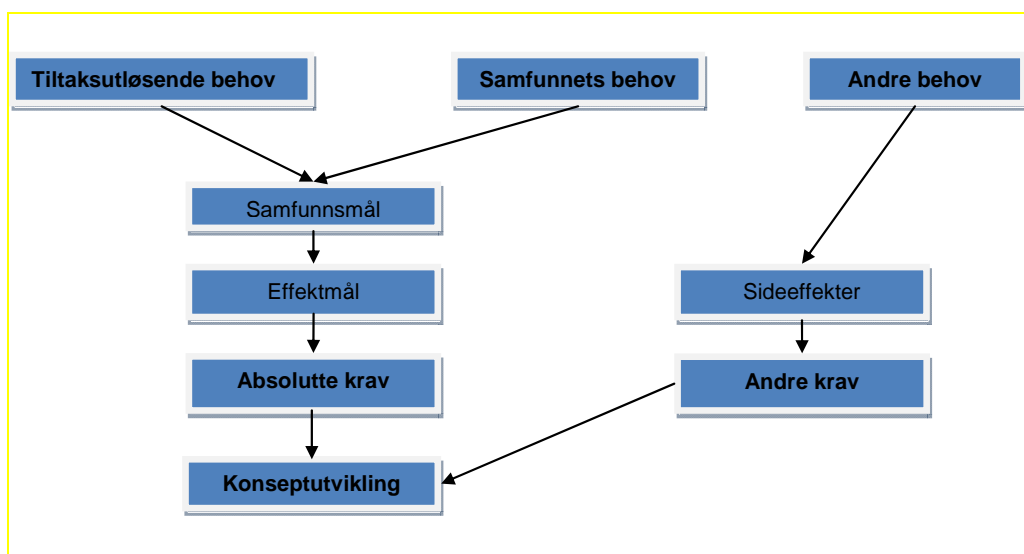 Tiltaksutløsende behov
Samfunnets behov
Andre behov
Samfunnsmål
Effektmål
Sideeffekter
Absolutte krav
Andre krav
Konseptutvikling